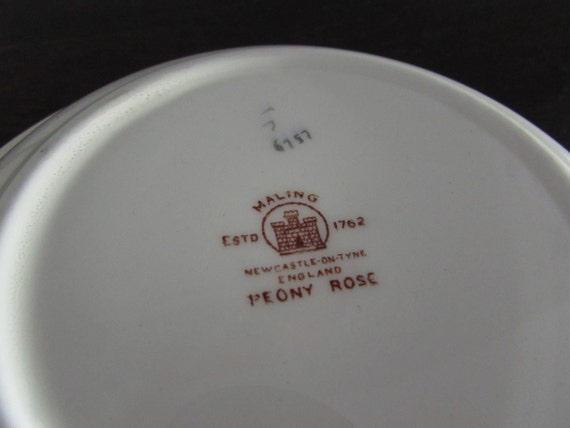 6757
MALING
ESTD 1762
NEWCASTLE-ON-TYNE
ENGLAND
PEONY ROSE